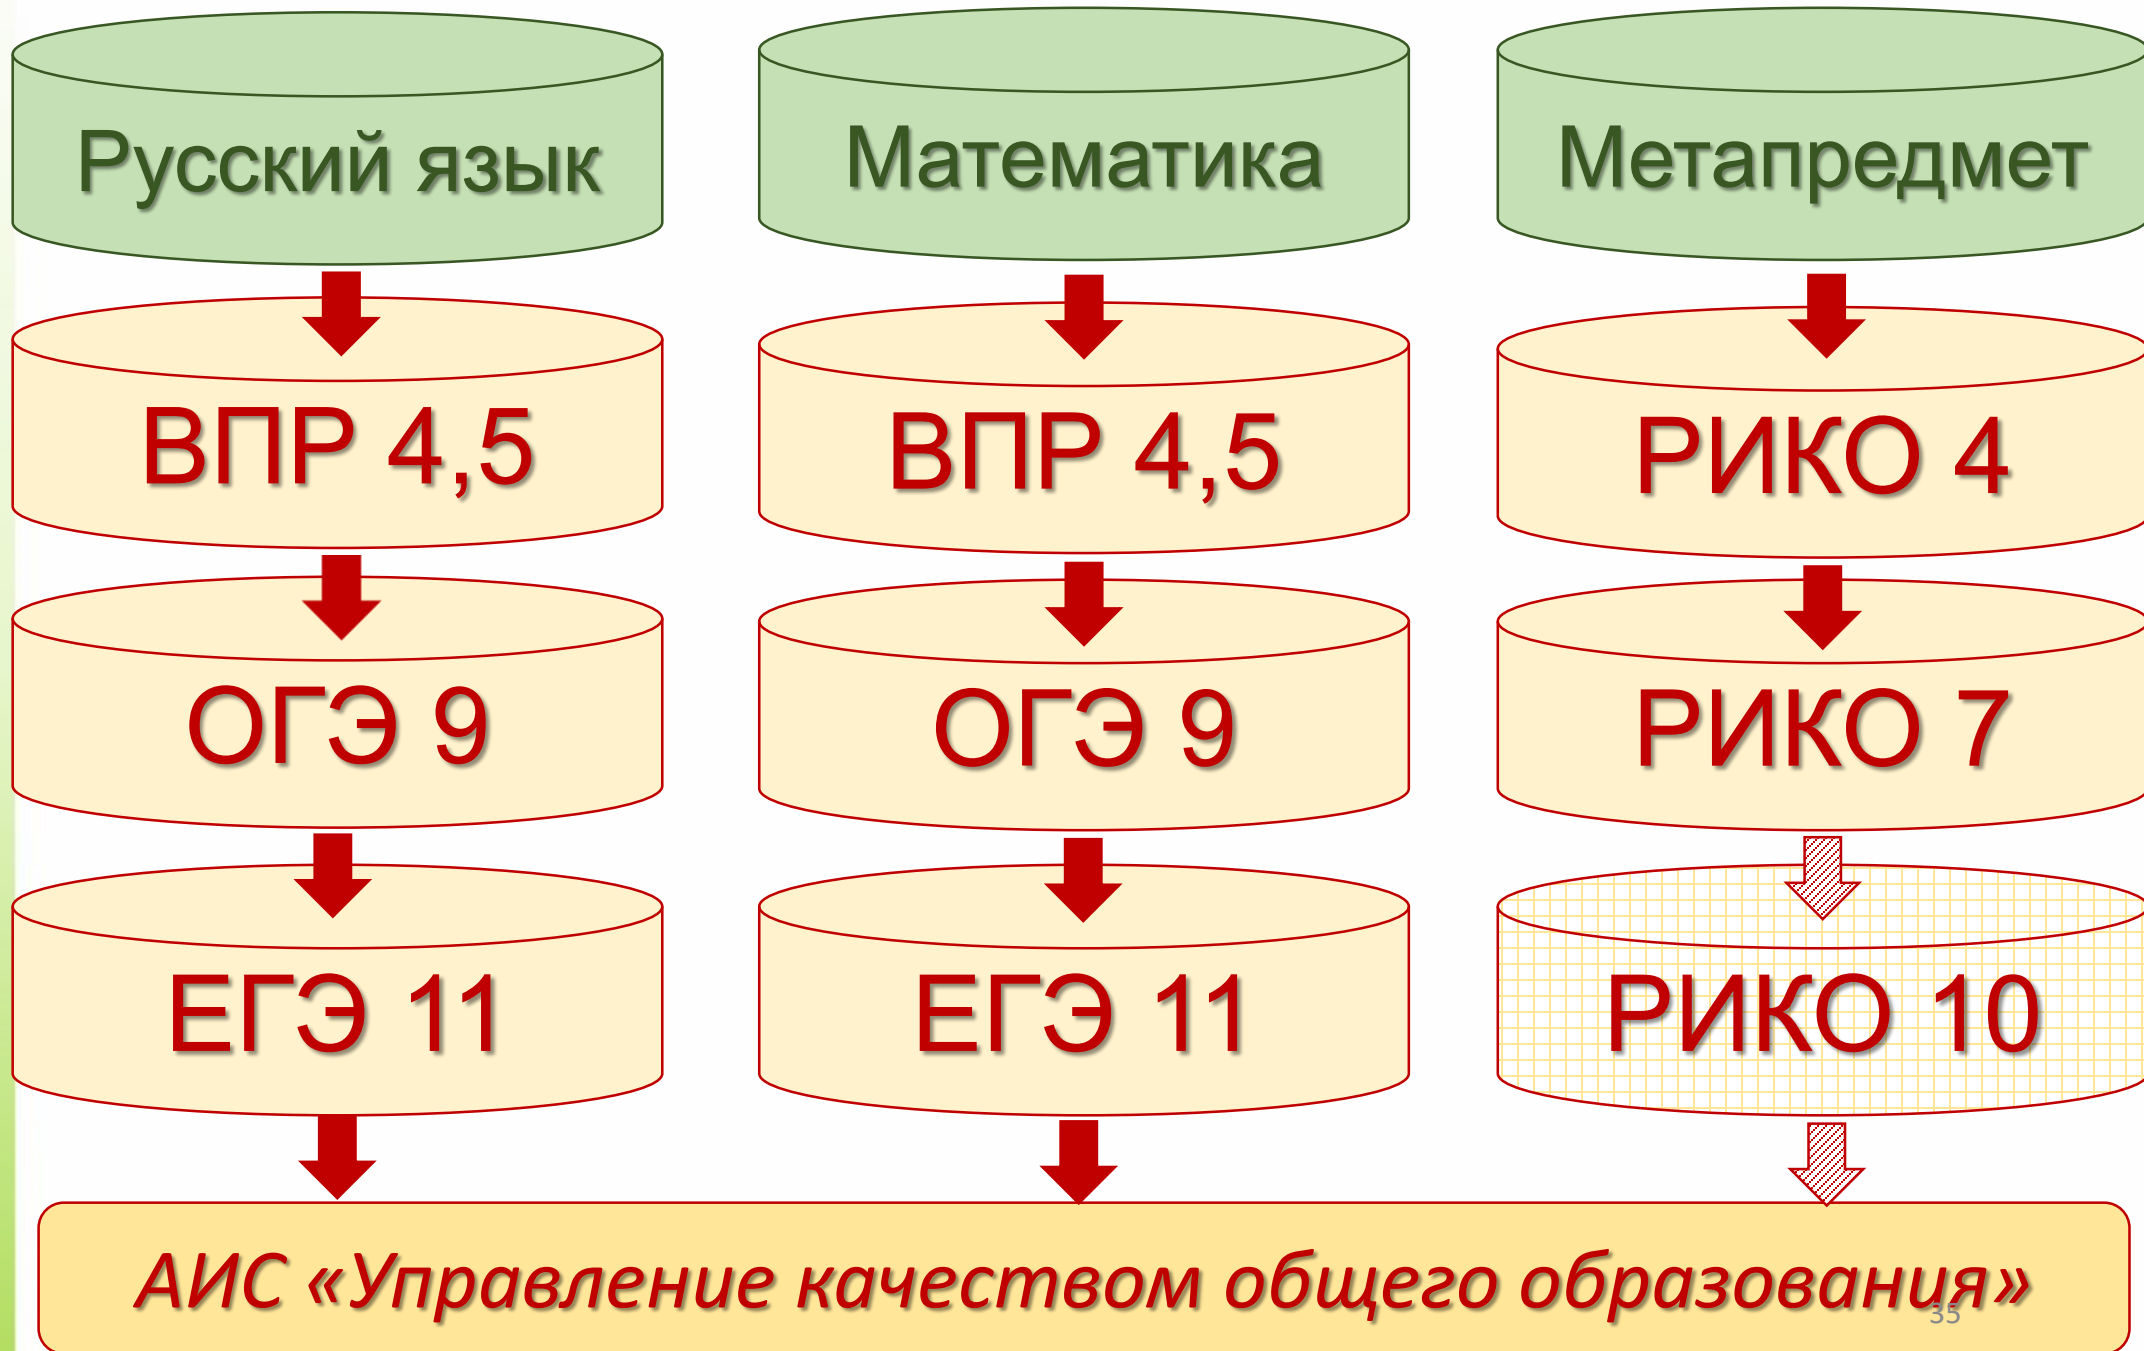 Русский язык
Математика
Метапредмет
ВПР 4,5
ВПР 4,5
РИКО 4
ОГЭ 9
ОГЭ 9
РИКО 7
ЕГЭ 11
ЕГЭ 11
РИКО 10
АИС «Управление качеством общего образования»
35